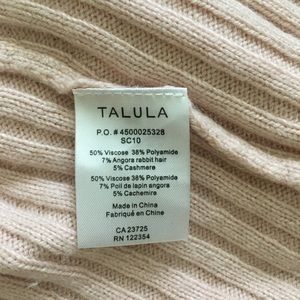 TALULA
P.O. # 4500025328
SC10
50% Viscose 38% Polyamide
7% Angora rabbit hair
5% Cashmere
50% Viscose 38% Polyamide
7% Poil de lapin angora
5% Cachemire
Made in China
Fabriqué en Chine
CA 23725
RN 122354